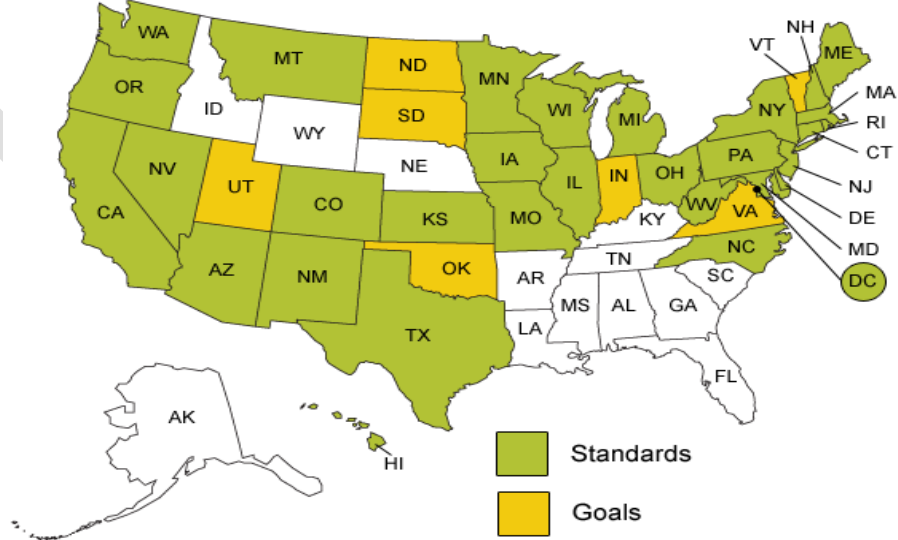 WA
MT
ND
MN
OR
ID
SD
WI
MI
WY
NE
IA
NV
UT
CO
KS
MO
IL
IN
OH
PA
NY
VT
NH
ME
MA
RI
CT
NJ
DE
MD
DC
CA
AZ
NM
OK
TX
AR
LA
KY
WV
VA
TN
NC
SC
MS
AL
GA
FL
AK
HI
Standards
Goals